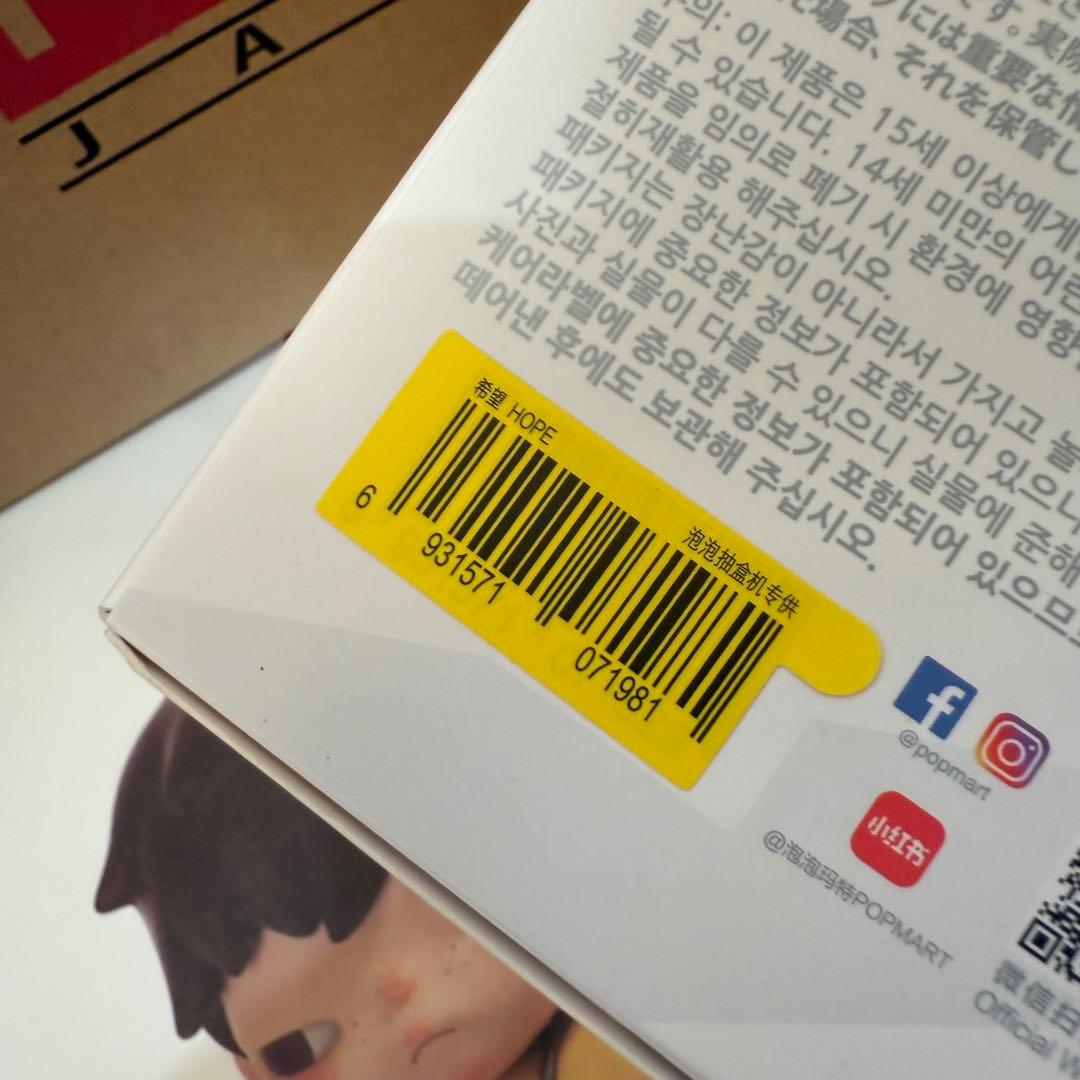 J A
です。実際
には重要な情
場合、それを保管し
이 제품은 15세 이상에게
될 수 있습니다. 14세 미만의 어린
제품을 임의로 폐기 시 환경에 영향
절히재활용 해주십시오.
패키지는 장난감이 아니라서 가지고 놀
패키지에 중요한 정보가 포함되어 있으니
사진과 실물이 다를 수 있으니 실물에 준해
케어라벨에 중요한 정보가 포함되어 있으므
떼어낸 후에도 보관해 주십시오.
希望 HOPE
泡泡抽盒机专供
6 931571 071981
@popmart
小红书
@泡泡玛特POPMART
微信扫
Official W